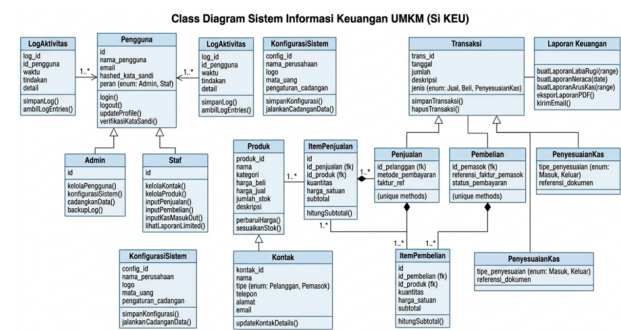 Class Diagram Sistem Informasi Keuangan UMKM (Si KEU)
LogAktivitas
log_id
id_pengguna
waktu
tindakan
detail
simpanLog()
ambilLogEntries()
1..*
Pengguna
id
nama_pengguna
email
hashed_kata_sandi
peran (enum: Admin, Staf)
login()
logout()
updateProfile()
verifikasiKataSandi()
1..*
LogAktivitas
log_id
id_pengguna
waktu
tindakan
detail
simpanLog()
ambilLogEntries()
KonfigurasiSistem
config_id
nama_perusahaan
logo
mata_uang
pengaturan_cadangan
simpanKonfigurasi()
jalankanCadanganData()
Transaksi
trans_id
tanggal
jumlah
deskripsi
jenis (enum: Jual, Beli, PenyesuaianKas)
simpanTransaksi()
hapusTransaksi()
Laporan Keuangan
buatLaporanLabaRugi(range)
buatLaporanNeraca(date)
buatLaporanArusKas(range)
eksporLaporanPDF()
kirimEmail()
Admin
id
kelolaPengguna()
konfigurasiSistem()
cadangkanData()
backupLog()
Staf
id
kelolaKontak()
kelolaProduk()
inputPenjualan()
inputPembelian()
inputKasMasukOut()
lihatLaporanLimited()
Produk
produk_id
nama
kategori
harga_beli
harga_jual
jumlah_stok
deskripsi
perbaruiHarga()
sesuaikanStok()
1..*
ItemPenjualan
id
id_penjualan (fk)
id_produk (fk)
kuantitas
harga_satuan
subtotal
hitungSubtotal()
1..*
1..*
Penjualan
id_pelanggan (fk)
metode_pembayaran
faktur_ref
(unique methods)
Pembelian
id_pemasok (fk)
referensi_faktur_pemasok
status_pembayaran
(unique methods)
PenyesuaianKas
tipe_penyesuaian (enum:
Masuk, Keluar)
referensi_dokumen
KonfigurasiSistem
config_id
nama_perusahaan
logo
mata_uang
pengaturan_cadangan
simpanKonfigurasi()
jalankanCadanganData()
Kontak
kontak_id
nama
tipe (enum: Pelanggan, Pemasok)
telepon
alamat
email
updateKontakDetails()
1..*
1..*
ItemPembelian
id
id_pembelian (fk)
id_produk (fk)
kuantitas
harga_satuan
subtotal
hitungSubtotal()
PenyesuaianKas
tipe_penyesuaian (enum: Masuk, Keluar)
referensi_dokumen